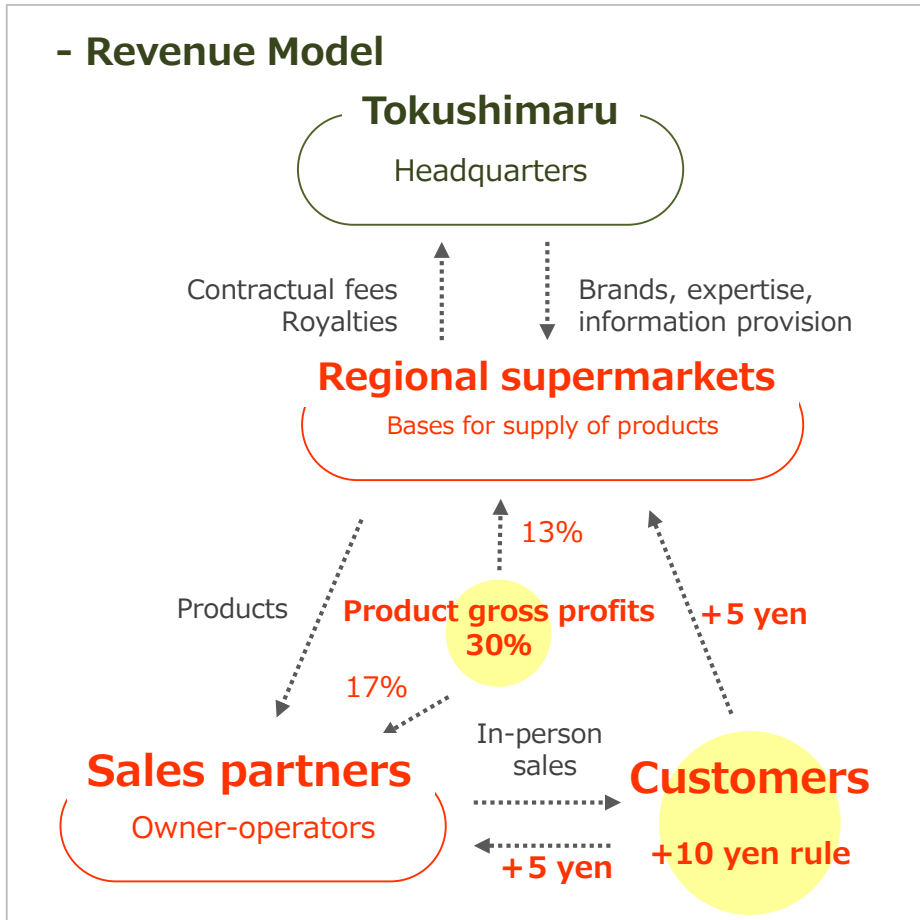 - Revenue Model
Tokushimaru
Headquarters
Contractual fees
Royalties
Brands, expertise,
information provision
Regional supermarkets
Bases for supply of products
13%
Products
Product gross profits
30%
+5 yen
17%
In-person
sales
Sales partners
Owner-operators
Customers
+10 yen rule
+5 yen